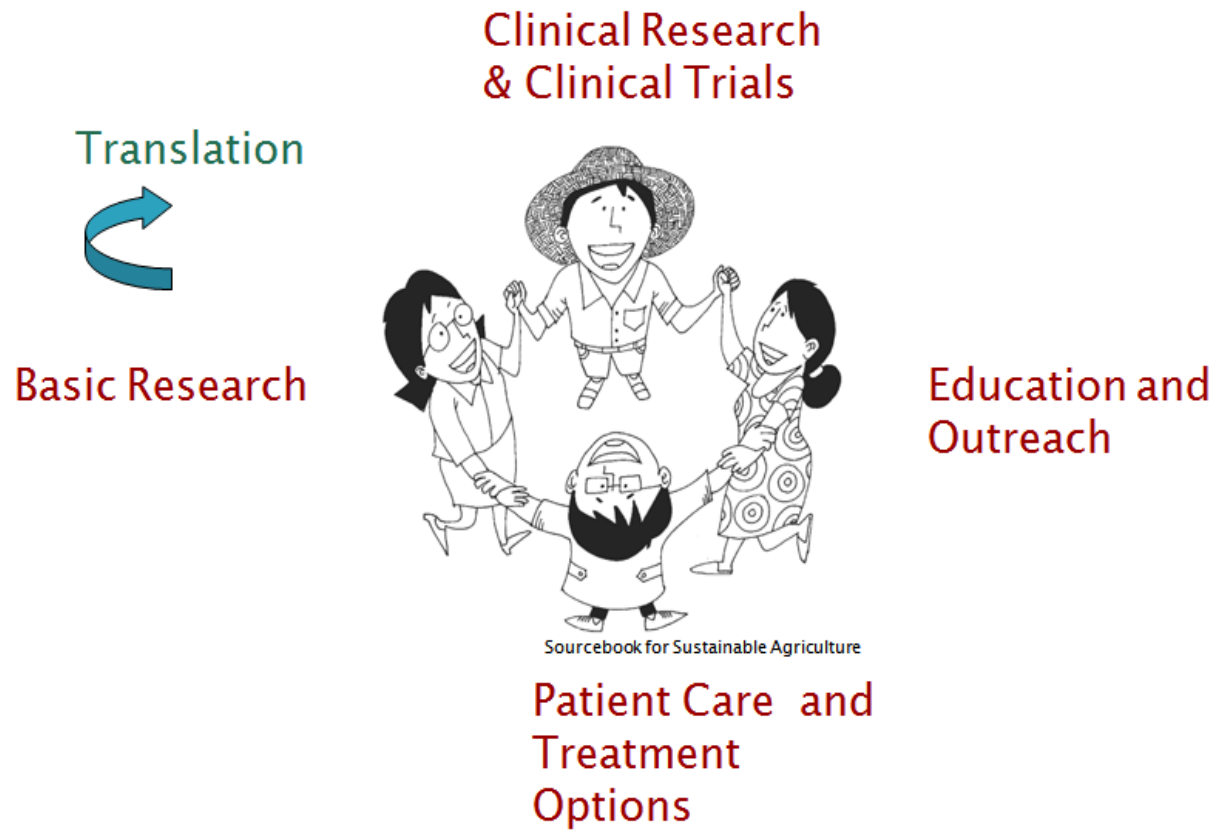 Clinical Research
& Clinical Trials
Translation
Basic Research
Education and
Outreach
Sourcebook for Sustainable Agriculture
Patient Care and
Treatment
Options